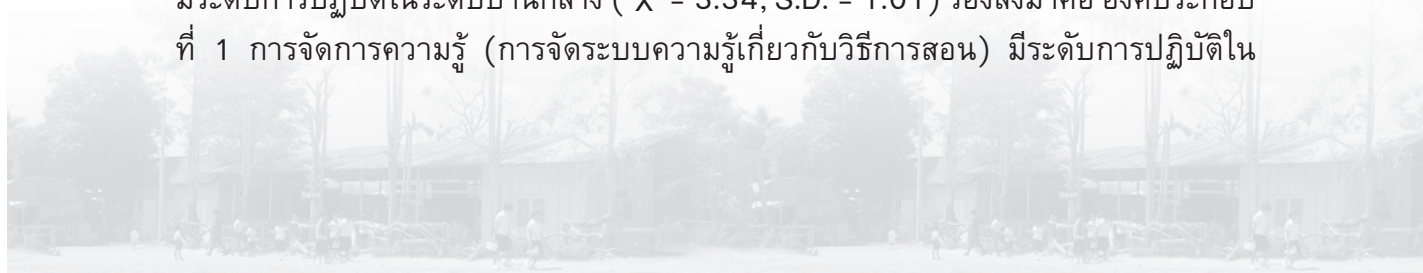 มีระดับการปฏิบัติในระดับปานกลาง ( X = 3.34, S.D. = 1.01) รองลงมาคือ องค์ประกอบ
ที่ 1 การจัดการความรู้ (การจัดระบบความรู้เกี่ยวกับวิธีการสอน) มีระดับการปฏิบัติใน